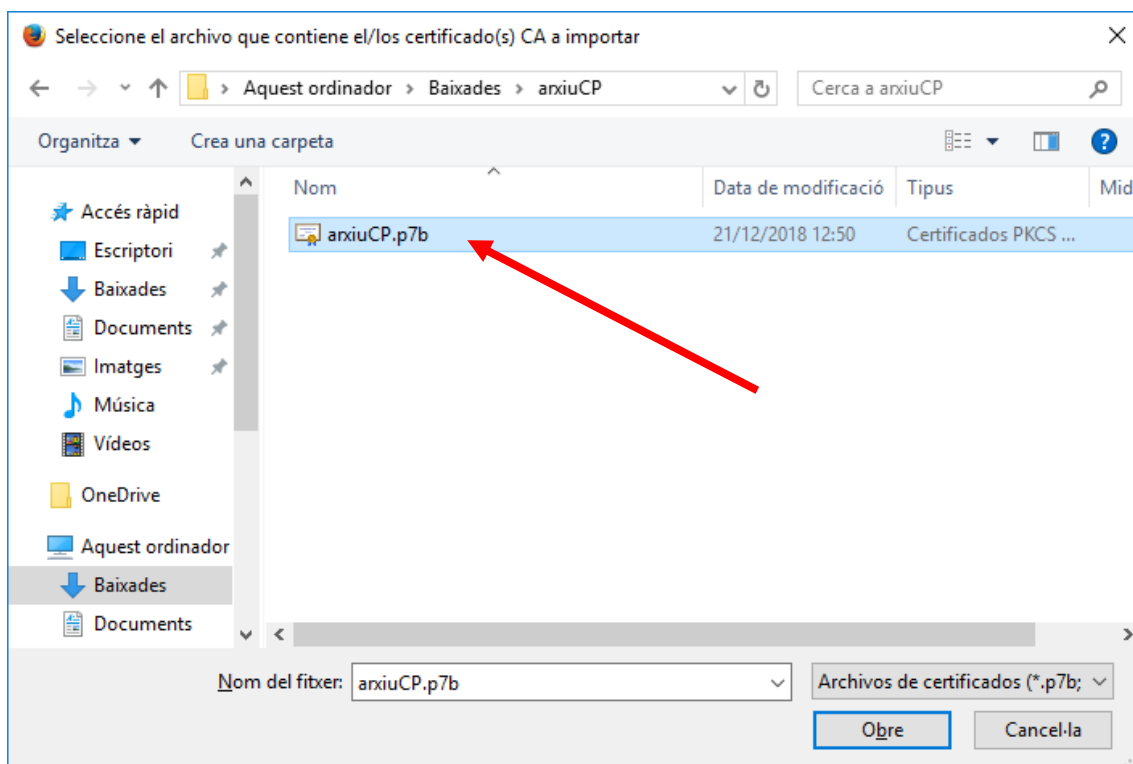 Seleccione el archivo que contiene el/los certificado(s) CA a importar
Aquest ordinador > Baixades > arxiuCP
Cerca a arxiuCP
Organitza
Crea una carpeta
?
Nom
Data de modificació
Tipus
Mid
Accés ràpid
Escriptori
Baixades
Documents
Imatges
Música
Vídeos
OneDrive
Aquest ordinador
Baixades
Documents
arxiuCP.p7b
21/12/2018 12:50
Certificados PKCS ...
Nom del fitxer:
arxiuCP.p7b
Archivos de certificados (*.p7b;
Obre
Cancel·la